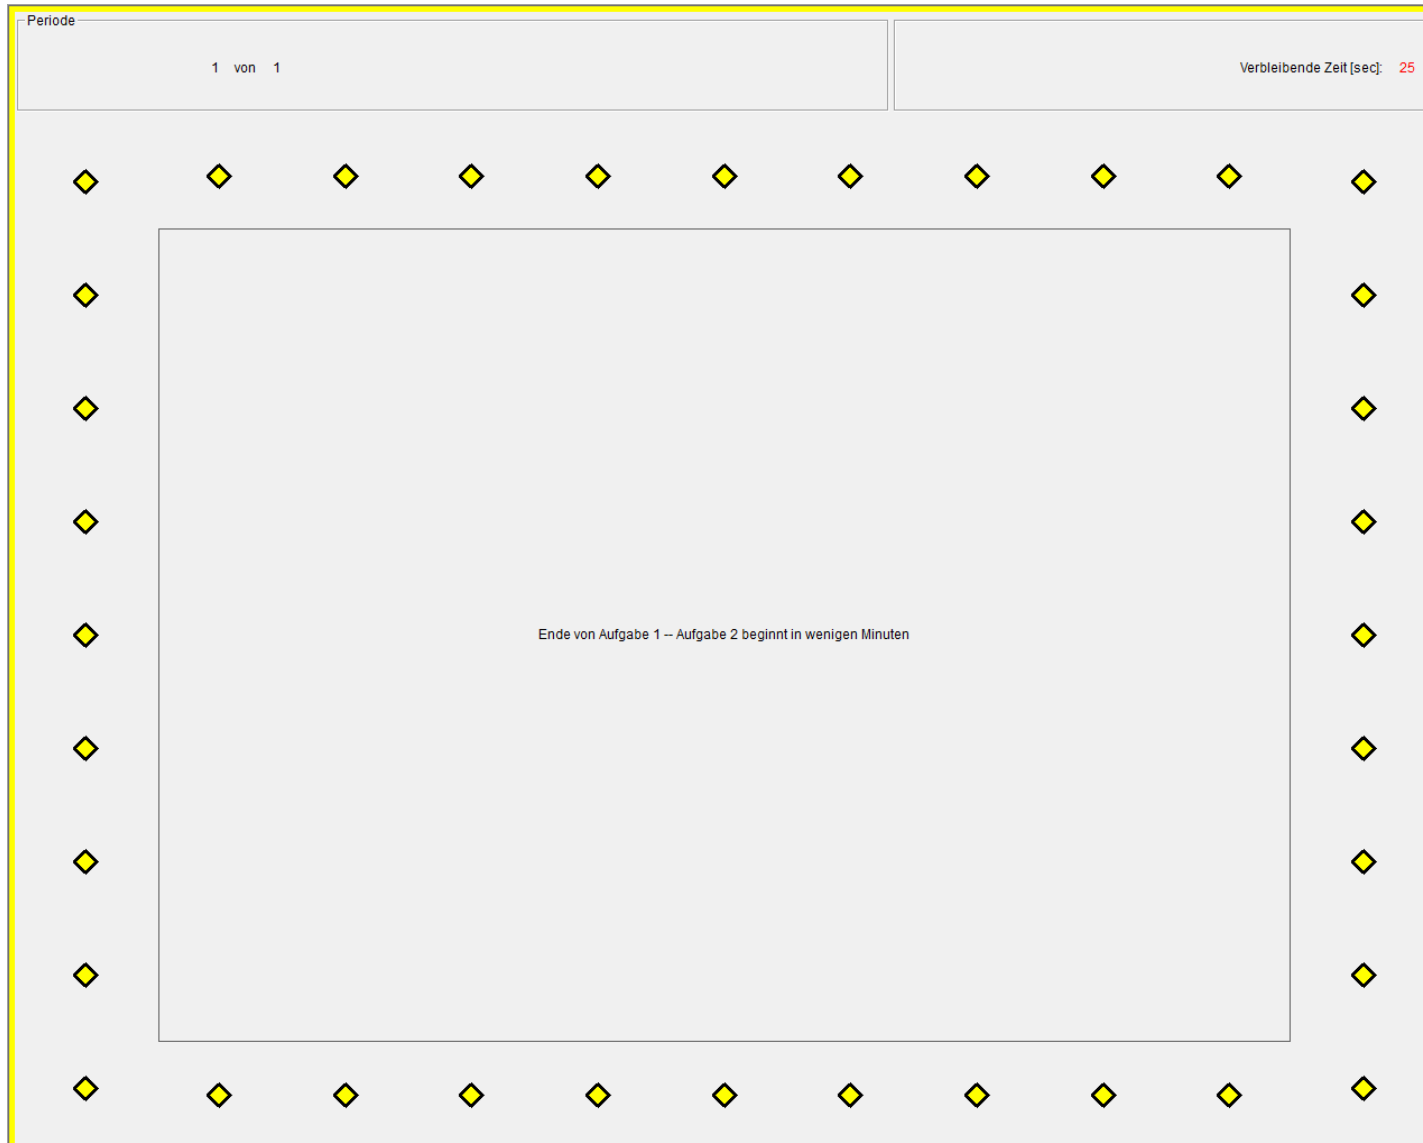 Periode
1 von 1
Verbleibende Zeit [sec]: 25
Ende von Aufgabe 1 -- Aufgabe 2 beginnt in wenigen Minuten